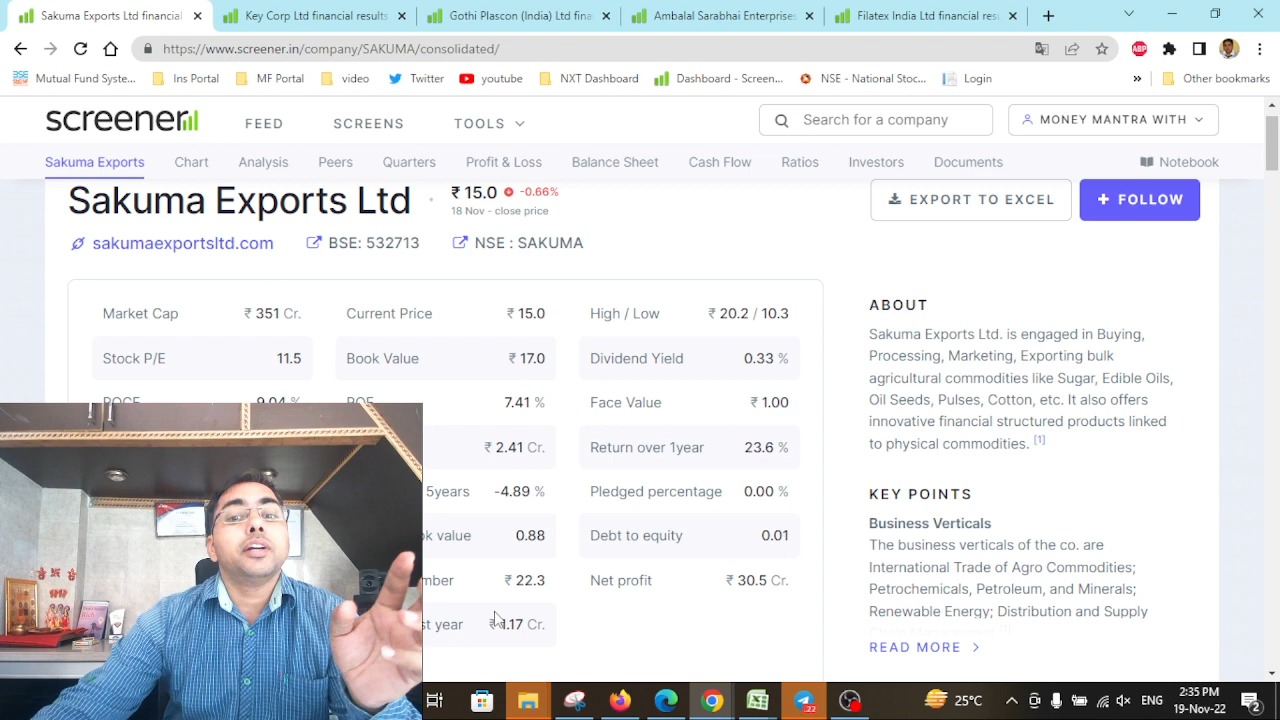 Sakuma Exports Ltd financial
Key Corp Ltd financial results
Gothi Plascon (India) Ltd fina
Ambalal Sarabhai Enterprises
Filatex Ltd financial res
https://www.screener.in/company/SAKUMA/consolidated/
Mutual Fund Syste... Ins Portal MF Portal video Twitter youtube NXT Dashboard Dashboard - Screen... NSE - National Stoc... Login » Other bookmarks
screener FEED SCREENS TOOLS Search for a company MONEY MANTRA WITH
Sakuma Exports Chart Analysis Peers Quarters Profit & Loss Balance Sheet Cash Flow Ratios Investors Documents Notebook
Sakuma Exports Ltd
₹ 15.0 -0.66%
18 Nov - close price
EXPORT TO EXCEL
+ FOLLOW
sakumaexportsltd.com BSE: 532713 NSE : SAKUMA
Market Cap ₹ 351 Cr. Current Price ₹ 15.0 High / Low ₹ 20.2 / 10.3
Stock P/E 11.5 Book Value ₹ 17.0 Dividend Yield 0.33 %
7.41 % Face Value ₹ 1.00
₹ 2.41 Cr. Return over 1year 23.6 %
5years -4.89 % Pledged percentage 0.00 %
value 0.88 Debt to equity 0.01
₹ 22.3 Net profit ₹ 30.5 Cr.
year Cr.
ABOUT
Sakuma Exports Ltd. is engaged in Buying,
Processing, Marketing, Exporting bulk
agricultural commodities like Sugar, Edible Oils,
Oil Seeds, Pulses, Cotton, etc. It also offers
innovative financial structured products linked
to physical commodities. [1]
KEY POINTS
Business Verticals
The business verticals of the co. are
International Trade of Agro Commodities;
Petrochemicals, Petroleum, and Minerals;
Renewable Energy; Distribution and Supply
READ MORE >
25°C ENG 2:35 PM
19-Nov-22